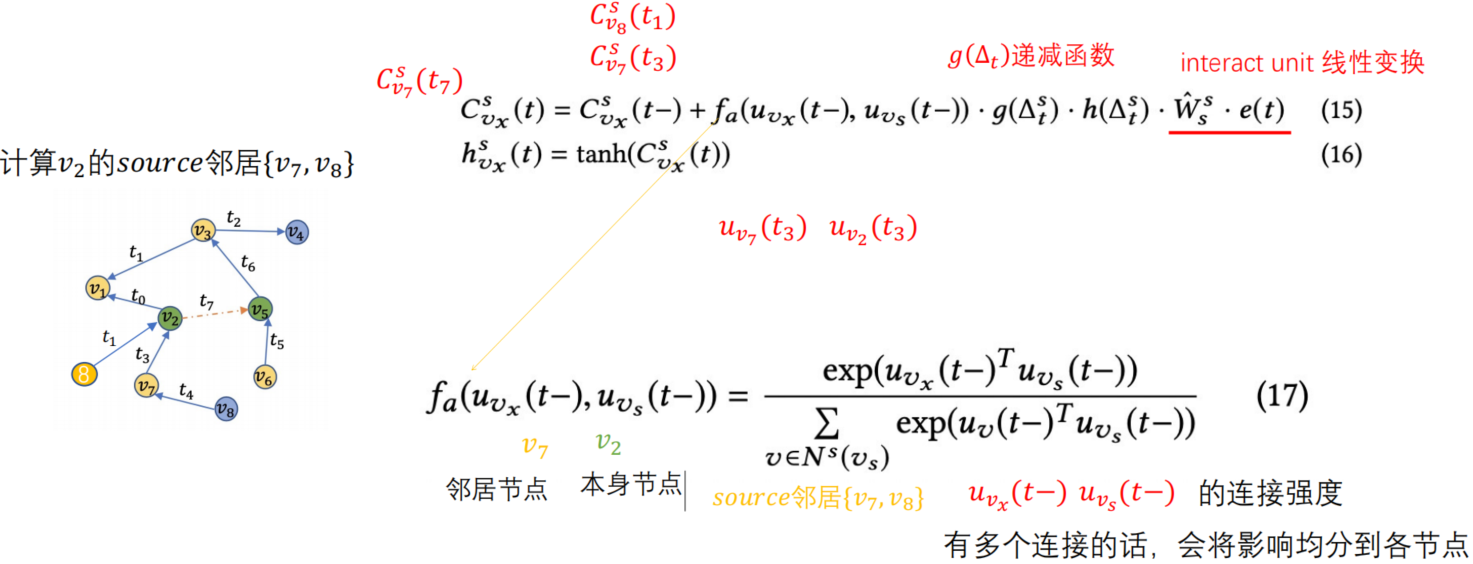 $C^s_{v_8}(t_1)$
$C^s_{v_7}(t_3)$
$g(\Delta_t)$递减函数
interact unit 线性变换
$C^s_{v_7}(t_7)$
$C^s_{v_x}(t) = C^s_{v_x}(t-) + f_a(u_{v_x}(t-), u_{v_s}(t-)) \cdot g(\Delta^s_t) \cdot h(\Delta^s_t) \cdot \hat{W}^s_s \cdot e(t)$ (15)
$h^s_{v_x}(t) = \tanh(C^s_{v_x}(t))$ (16)
计算$v_2$的$source$邻居$\{v_7, v_8\}$
$u_{v_7}(t_3)$ $u_{v_2}(t_3)$
$t_2$
$v_3$
$v_4$
$t_1$
$t_6$
$v_1$
$t_0$
$t_7$
$v_2$
$v_5$
$t_1$
$t_3$
$t_5$
8
$v_7$
$t_4$
$v_6$
$v_8$
$f_a(u_{v_x}(t-), u_{v_s}(t-)) = \frac{\exp(u_{v_x}(t-)^T u_{v_s}(t-))}{\sum_{v \in N^s(v_s)} \exp(u_v(t-)^T u_{v_s}(t-))}$ (17)
$v_7$ $v_2$
邻居节点 本身节点
$source$邻居$\{v_7, v_8\}$
$u_{v_x}(t-)$ $u_{v_s}(t-)$ 的连接强度
有多个连接的话，会将影响均分到各节点